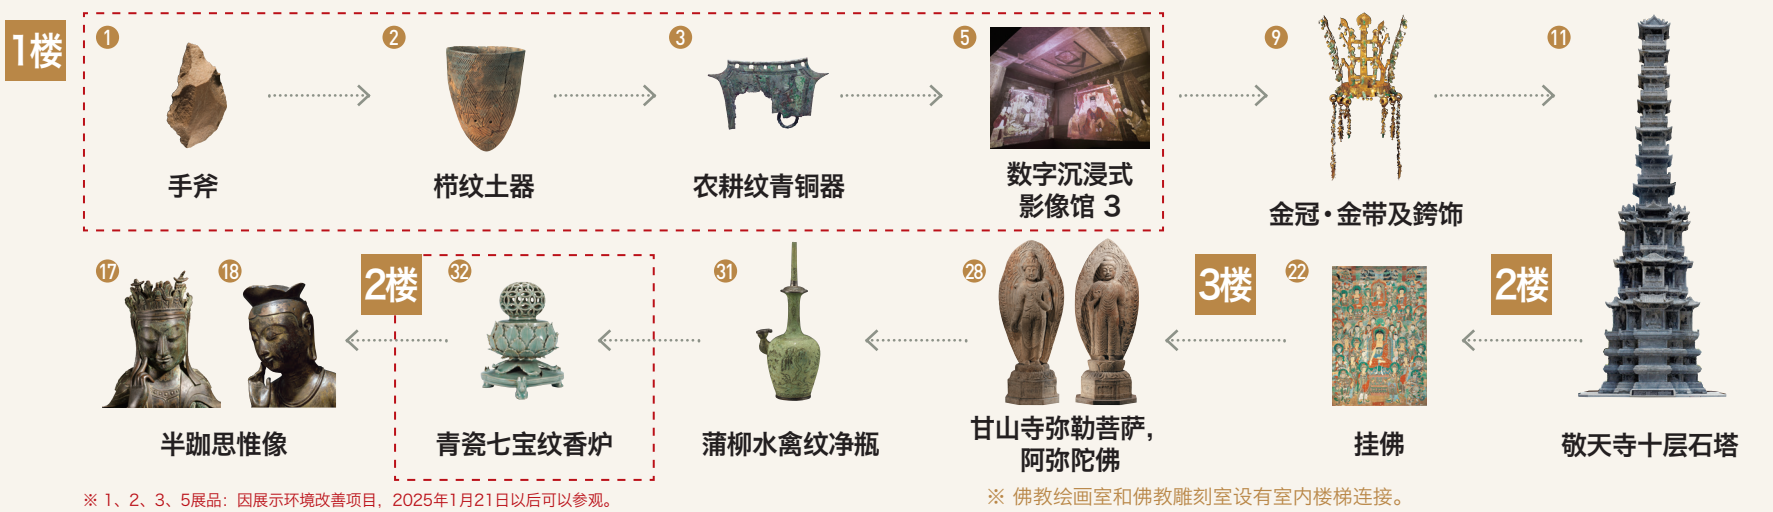 1楼
1
2
3
5
9
11
手斧
栉纹土器
农耕纹青铜器
数字沉浸式
影像馆 3
金冠・金带及銙饰
17
18
2楼
32
31
28
3楼
22
2楼
半跏思惟像
青瓷七宝纹香炉
蒲柳水禽纹净瓶
甘山寺弥勒菩萨,
阿弥陀佛
挂佛
敬天寺十层石塔
※ 1、2、3、5展品：因展示环境改善项目，2025年1月21日以后可以参观。
※ 佛教绘画室和佛教雕刻室设有室内楼梯连接。